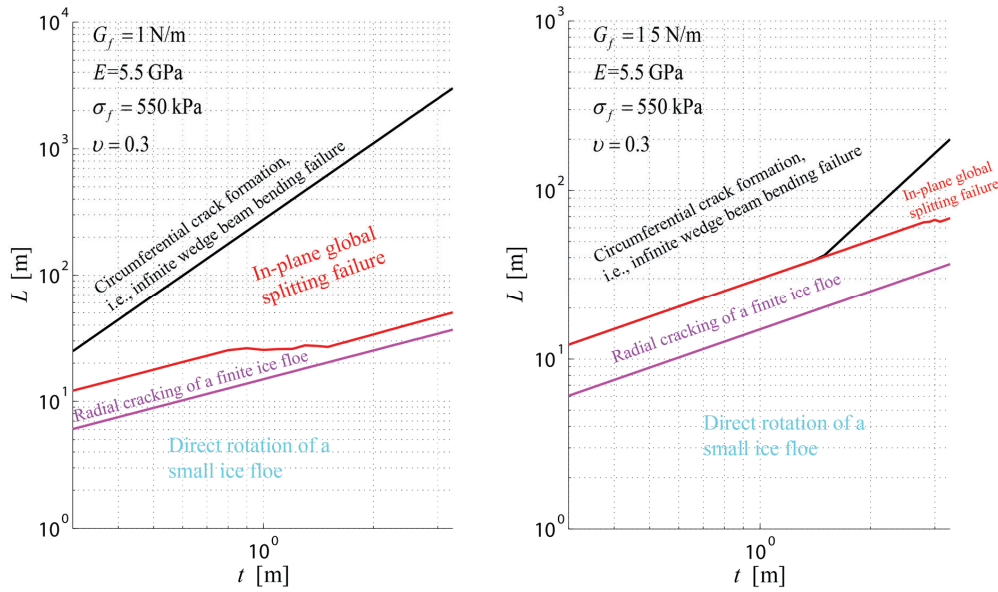 10^4
G_f = 1 N/m
E=5.5 GPa
σ_f = 550 kPa
υ = 0.3
10^3
Circumferential crack formation,
i.e., infinite wedge beam bending failure
L [m]
10^2
In-plane global
splitting failure
10^1
Radial cracking of a finite ice floe
Direct rotation of a
small ice floe
10^0
10^0
t [m]
10^3
G_f = 1 5 N/m
E=5.5 GPa
σ_f = 550 kPa
υ = 0.3
10^2
Circumferential crack formation,
i.e., infinite wedge beam bending failure
In-plane global
splitting failure
L [m]
Radial cracking of a finite ice floe
10^1
Direct rotation of a
small ice floe
10^0
10^0
t [m]